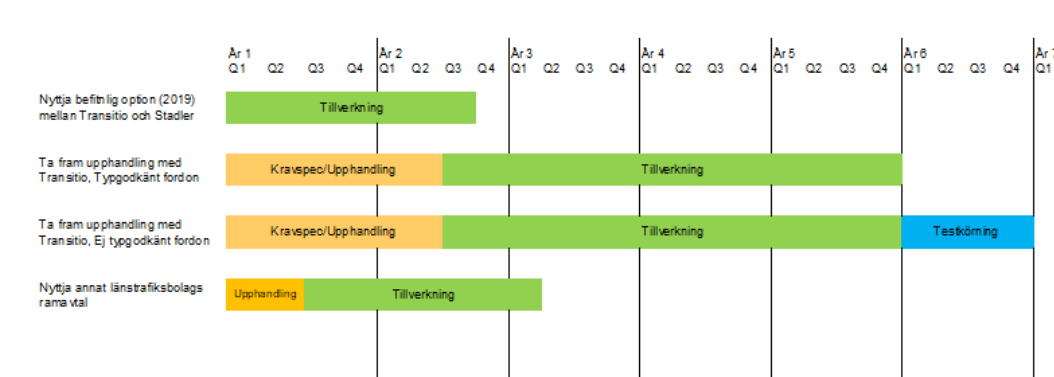 År 1 År 2 År 3 År 4 År 5 År 6 År 7
Q1 Q2 Q3 Q4 Q1 Q2 Q3 Q4 Q1 Q2 Q3 Q4 Q1 Q2 Q3 Q4 Q1 Q2 Q3 Q4 Q1 Q2 Q3 Q4 Q1
Nyttja befitnlig option (2019)
mellan Transitio och Stadler
Tillverkning
Ta fram upphandling med
Transitio, Typgodkänt fordon
Kravspec/Upphandling Tillverkning
Ta fram upphandling med
Transitio, Ej typgodkänt fordon
Kravspec/Upphandling Tillverkning Testkörning
Nyttja annat länstrafiksbolags
ramavtal
Upphandling Tillverkning